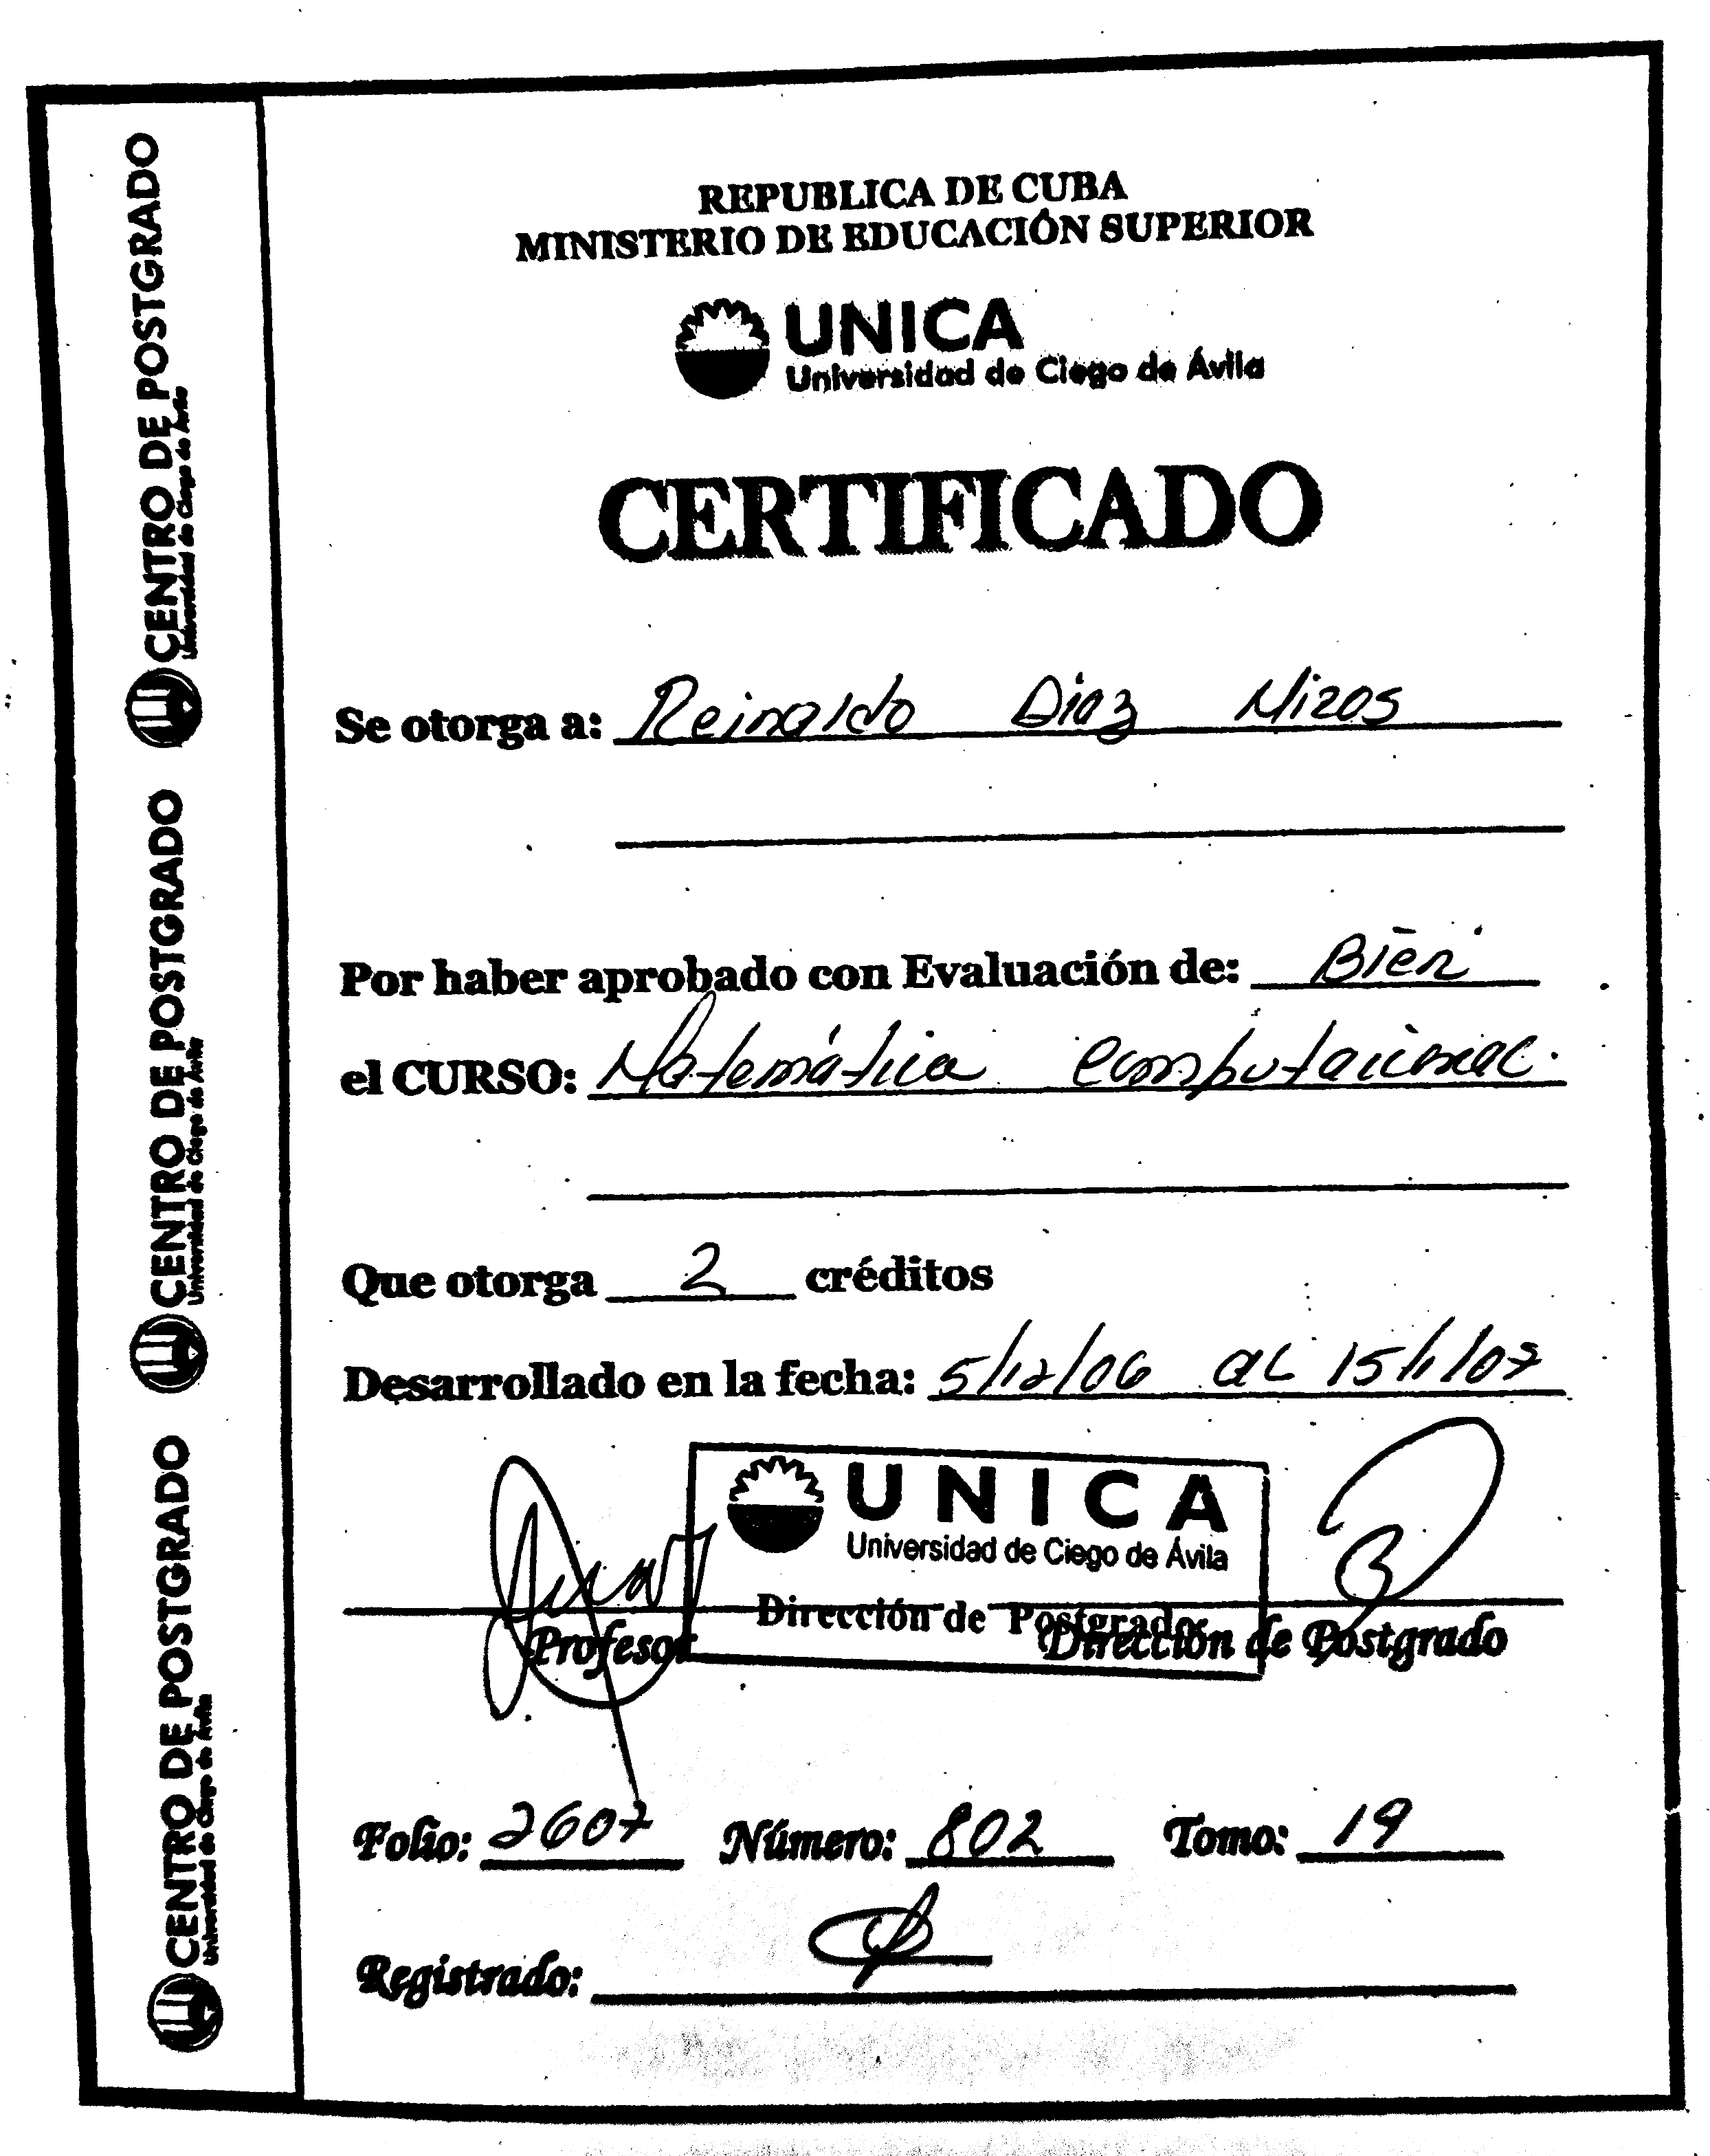 REPUBLICA DE CUBA
MINISTERIO DE EDUCACIÓN SUPERIOR
UNICA
Universidad de Ciego de Ávila
CERTIFICADO
Se otorga a: Reinaldo Diaz
Por haber aprobado con Evaluación de: Bien
el CURSO: Matemática Computacional.
Que otorga 2 créditos
Desarrollado en la fecha: 5/12/06 al 15/1/07
UNICA
Universidad de Ciego de Ávila
Dirección de Postgrado
Profesor Dirección de Postgrado
Folio: 2607 Número: 802 Tomo: 19
Registrado:
CENTRO DE POSTGRADO
Universidad de Ciego de Ávila
CENTRO DE POSTGRADO
Universidad de Ciego de Ávila
CENTRO DE POSTGRADO
Universidad de Ciego de Ávila